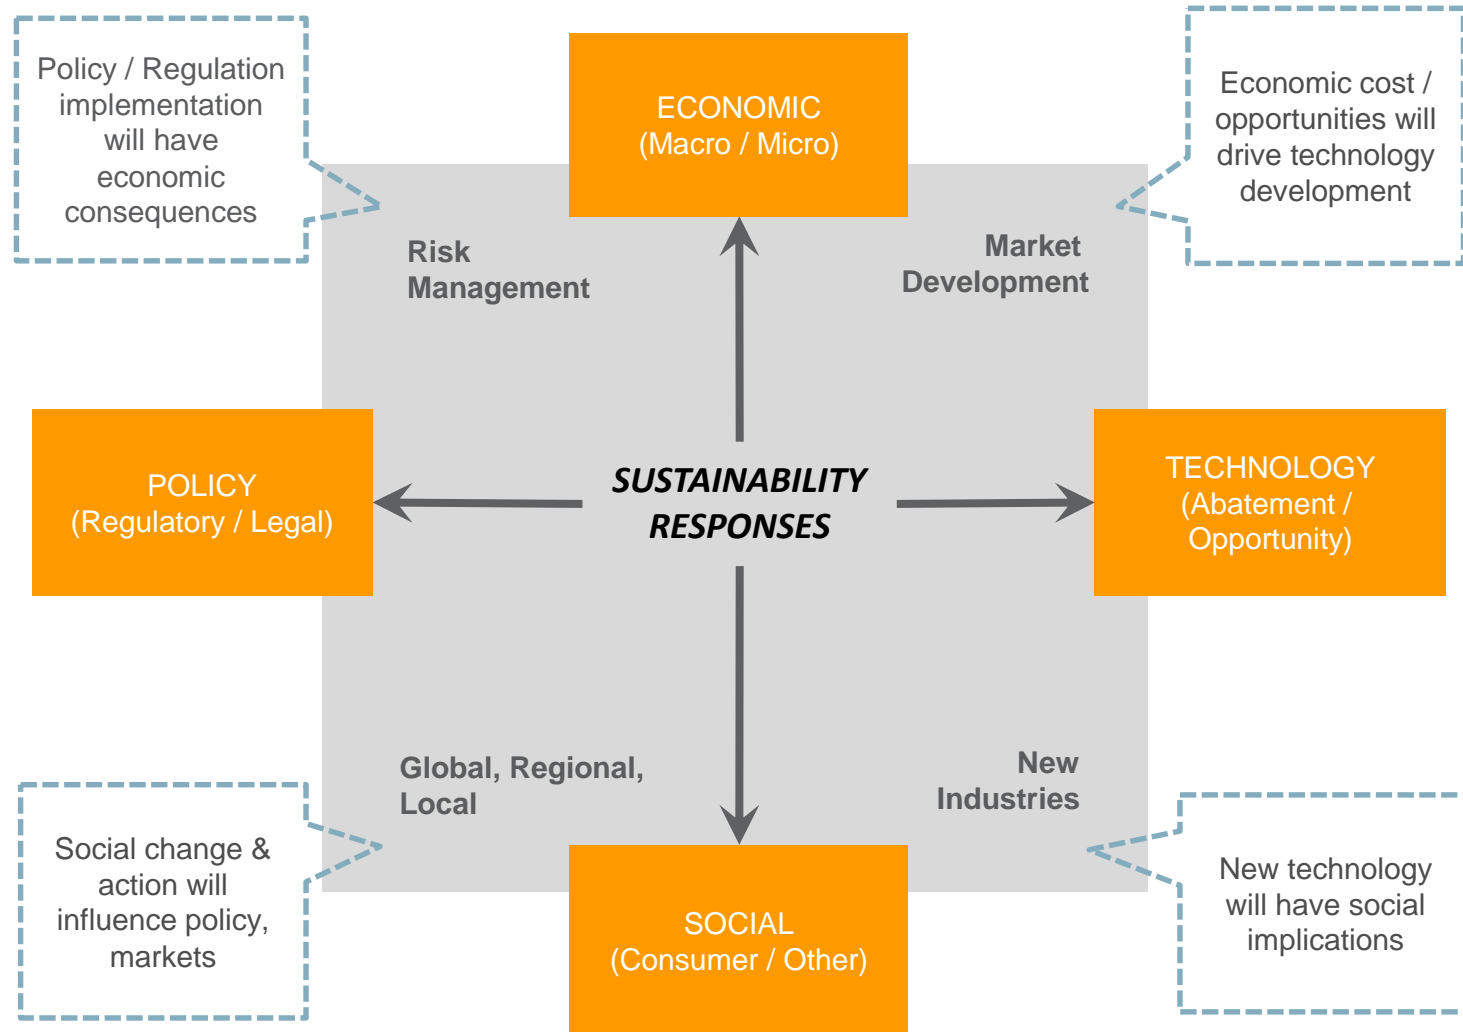 Policy / Regulation
implementation
will have
economic
consequences
ECONOMIC
(Macro / Micro)
Economic cost /
opportunities will
drive technology
development
Risk
Management
Market
Development
POLICY
(Regulatory / Legal)
SUSTAINABILITY
RESPONSES
TECHNOLOGY
(Abatement /
Opportunity)
Global, Regional,
Local
New
Industries
Social change &
action will
influence policy,
markets
SOCIAL
(Consumer / Other)
New technology
will have social
implications